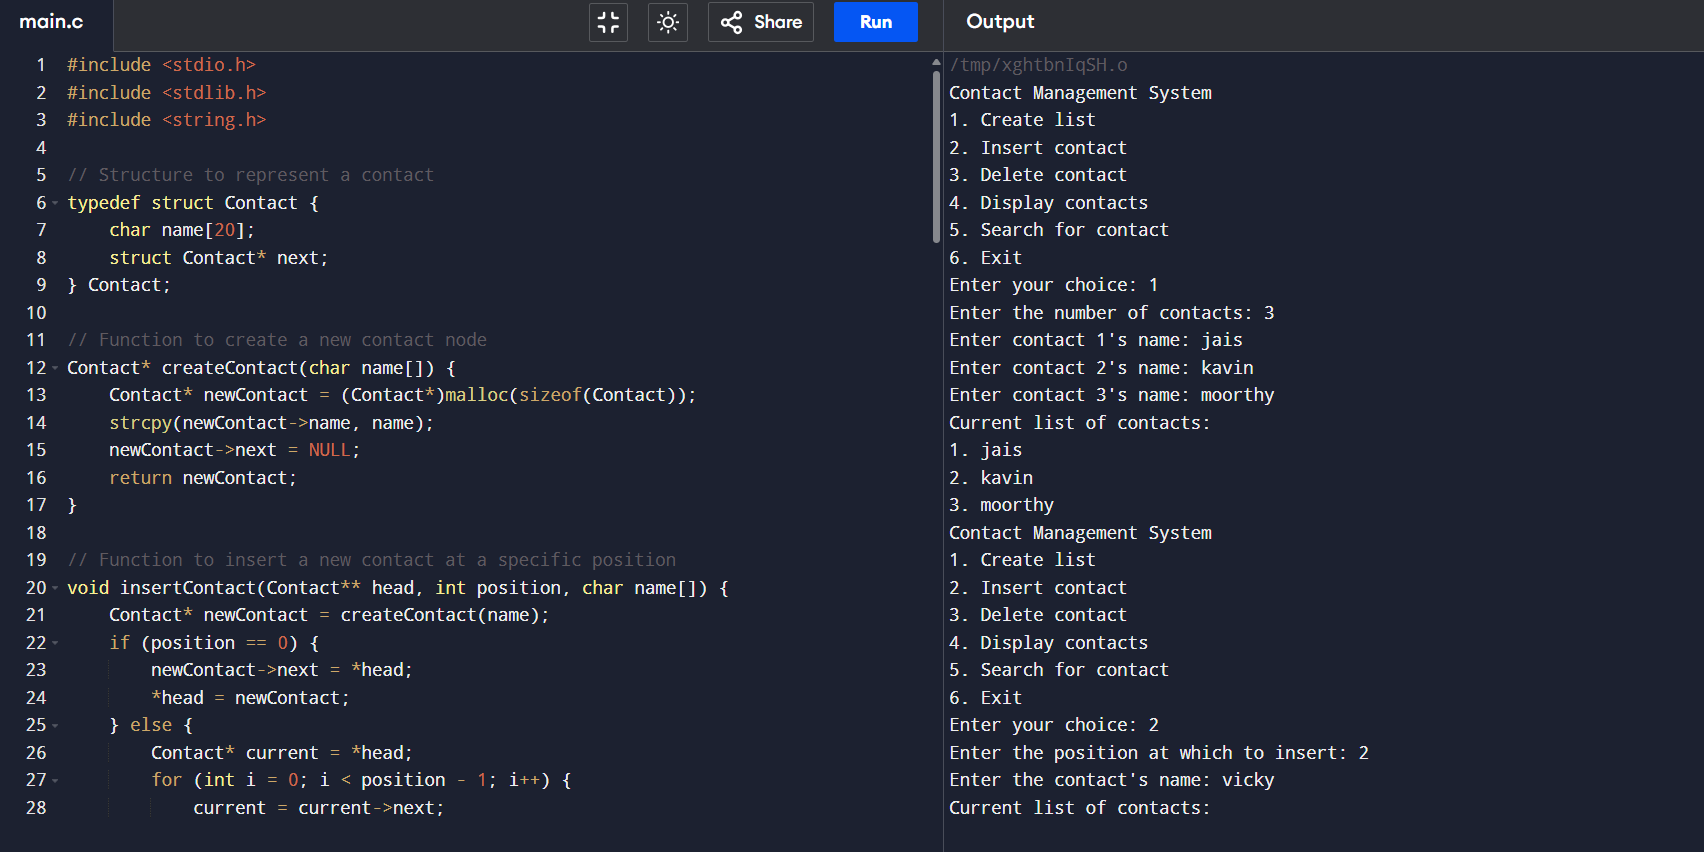 main.c
Share
Run
Output
1 #include <stdio.h>
2 #include <stdlib.h>
3 #include <string.h>
4
5 // Structure to represent a contact
6 typedef struct Contact {
7     char name[20];
8     struct Contact* next;
9 } Contact;
10
11 // Function to create a new contact node
12 Contact* createContact(char name[]) {
13     Contact* newContact = (Contact*)malloc(sizeof(Contact));
14     strcpy(newContact->name, name);
15     newContact->next = NULL;
16     return newContact;
17 }
18
19 // Function to insert a new contact at a specific position
20 void insertContact(Contact** head, int position, char name[]) {
21     Contact* newContact = createContact(name);
22     if (position == 0) {
23         newContact->next = *head;
24         *head = newContact;
25     } else {
26         Contact* current = *head;
27         for (int i = 0; i < position - 1; i++) {
28             current = current->next;
/tmp/xghtbnIqSH.o
Contact Management System
1. Create list
2. Insert contact
3. Delete contact
4. Display contacts
5. Search for contact
6. Exit
Enter your choice: 1
Enter the number of contacts: 3
Enter contact 1's name: jais
Enter contact 2's name: kavin
Enter contact 3's name: moorthy
Current list of contacts:
1. jais
2. kavin
3. moorthy
Contact Management System
1. Create list
2. Insert contact
3. Delete contact
4. Display contacts
5. Search for contact
6. Exit
Enter your choice: 2
Enter the position at which to insert: 2
Enter the contact's name: vicky
Current list of contacts: